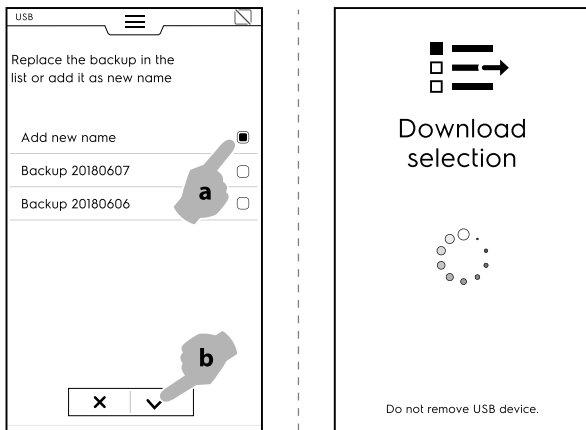 USB
Replace the backup in the
list or add it as new name
Add new name
Backup 20180607
Backup 20180606
a
b
Download
selection
Do not remove USB device.